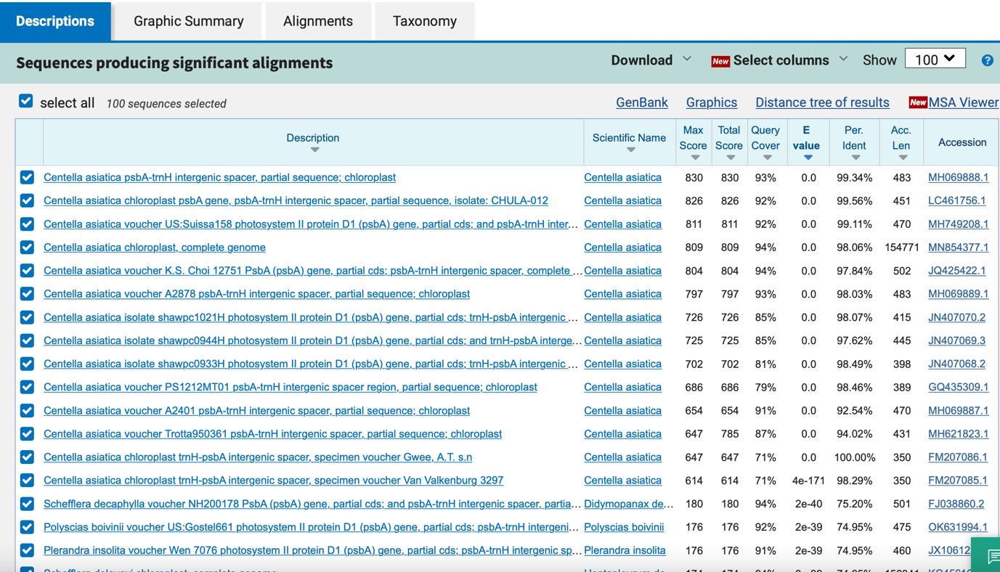 Descriptions Graphic Summary Alignments Taxonomy
Sequences producing significant alignments Download New Select columns Show 100 ?
select all 100 sequences selected GenBank Graphics Distance tree of results New MSA Viewer
Description Scientific Name Max Score Total Score Query Cover E value Per. Ident Acc. Len Accession
Centella asiatica psbA-trnH intergenic spacer, partial sequence; chloroplast Centella asiatica 830 830 93% 0.0 99.34% 483 MH069888.1
Centella asiatica chloroplast psbA gene, psbA-trnH intergenic spacer, partial sequence, isolate: CHULA-012 Centella asiatica 826 826 92% 0.0 99.56% 451 LC461756.1
Centella asiatica voucher US:Suissa158 photosystem II protein D1 (psbA) gene, partial cds; and psbA-trnH inter... Centella asiatica 811 811 92% 0.0 99.11% 470 MH749208.1
Centella asiatica chloroplast, complete genome Centella asiatica 809 809 94% 0.0 98.06% 154771 MN854377.1
Centella asiatica voucher K.S. Choi 12751 PsbA (psbA) gene, partial cds; psbA-trnH intergenic spacer, complete ... Centella asiatica 804 804 94% 0.0 97.84% 502 JQ425422.1
Centella asiatica voucher A2878 psbA-trnH intergenic spacer, partial sequence; chloroplast Centella asiatica 797 797 93% 0.0 98.03% 483 MH069889.1
Centella asiatica isolate shawpc1021H photosystem II protein D1 (psbA) gene, partial cds; trnH-psbA intergenic ... Centella asiatica 726 726 85% 0.0 98.07% 415 JN407070.2
Centella asiatica isolate shawpc0944H photosystem II protein D1 (psbA) gene, partial cds; and trnH-psbA interge... Centella asiatica 725 725 85% 0.0 97.62% 445 JN407069.3
Centella asiatica isolate shawpc0933H photosystem II protein D1 (psbA) gene, partial cds; trnH-psbA intergenic ... Centella asiatica 702 702 81% 0.0 98.49% 398 JN407068.2
Centella asiatica voucher PS1212MT01 psbA-trnH intergenic spacer region, partial sequence; chloroplast Centella asiatica 686 686 79% 0.0 98.46% 389 GQ435309.1
Centella asiatica voucher A2401 psbA-trnH intergenic spacer, partial sequence; chloroplast Centella asiatica 654 654 91% 0.0 92.54% 470 MH069887.1
Centella asiatica voucher Trotta950361 psbA-trnH intergenic spacer, partial sequence; chloroplast Centella asiatica 647 785 87% 0.0 94.02% 431 MH621823.1
Centella asiatica chloroplast trnH-psbA intergenic spacer, specimen voucher Gwee, A.T. s.n Centella asiatica 647 647 71% 0.0 100.00% 350 FM207086.1
Centella asiatica chloroplast trnH-psbA intergenic spacer, specimen voucher Van Valkenburg 3297 Centella asiatica 614 614 71% 4e-171 98.29% 350 FM207085.1
Schefflera decaphylla voucher NH200178 PsbA (psbA) gene, partial cds; and psbA-trnH intergenic spacer, partia... Didymopanax de... 180 180 94% 2e-40 75.20% 501 FJ038860.2
Polyscias boivinii voucher US:Gostel661 photosystem II protein D1 (psbA) gene, partial cds; psbA-trnH intergeni... Polyscias boivinii 176 176 92% 2e-39 74.95% 475 OK631994.1
Plerandra insolita voucher Wen 7076 photosystem II protein D1 (psbA) gene, partial cds; psbA-trnH intergenic sp... Plerandra insolita 176 176 91% 2e-39 74.95% 460 JX10612